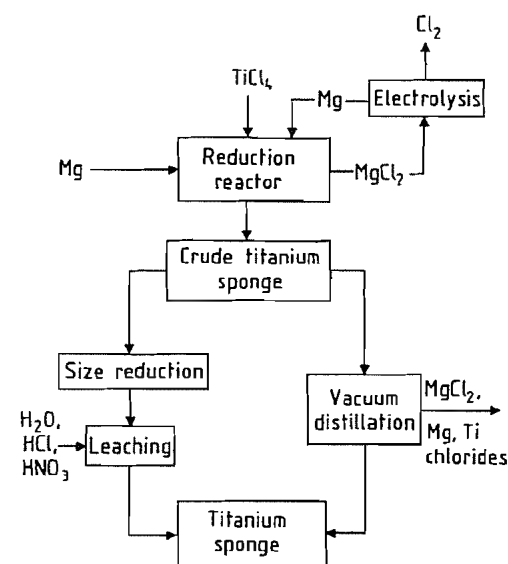 Cl₂
TiCl₄
Mg
Electrolysis
Mg
Reduction
reactor
MgCl₂
Crude titanium
sponge
Size reduction
Vacuum
distillation
MgCl₂,
Mg, Ti
chlorides
H₂O,
HCl,
HNO₃
Leaching
Titanium
sponge